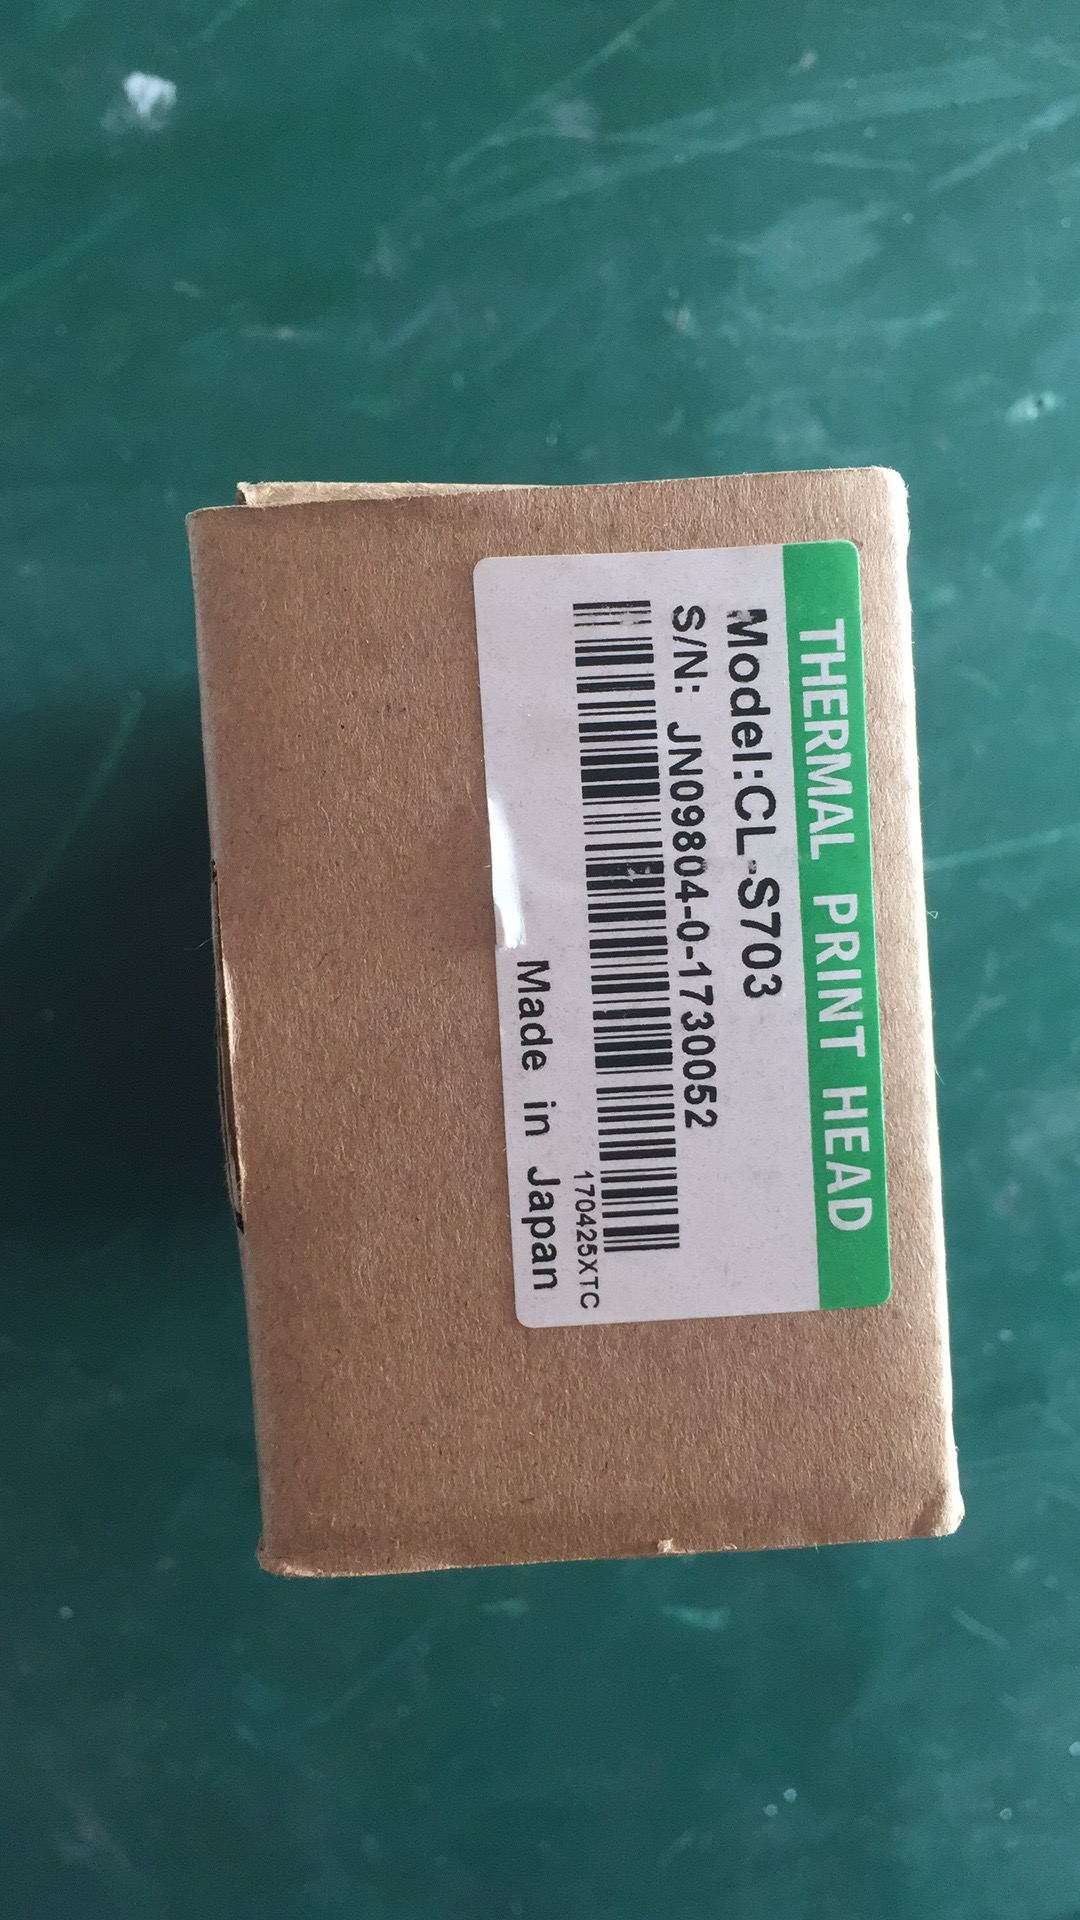 THERMAL PRINT HEAD
Model:CL-S703
S/N: JN09804-0-1730052
170425XTC
Made in Japan